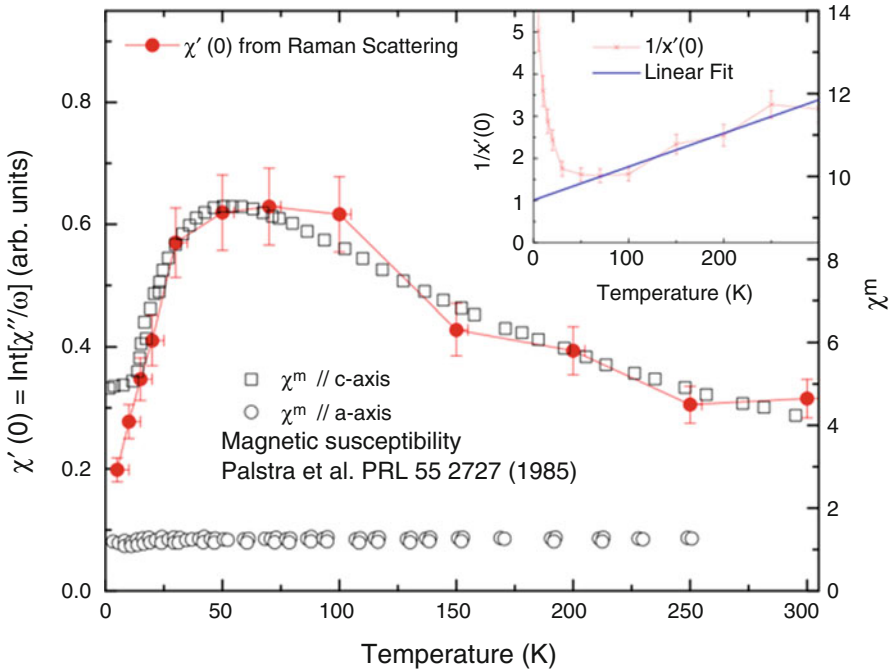 χ′ (0) from Raman Scattering
1/x′(0)
Linear Fit
5
4
3
2
1
0
1/x′(0)
0
100
200
Temperature (K)
0.8
0.6
0.4
0.2
0.0
χ′ (0) = Int[χ″/ω] (arb. units)
14
12
10
8
6
4
2
0
χᵐ
χᵐ // c-axis
χᵐ // a-axis
Magnetic susceptibility
Palstra et al. PRL 55 2727 (1985)
0
50
100
150
200
250
300
Temperature (K)